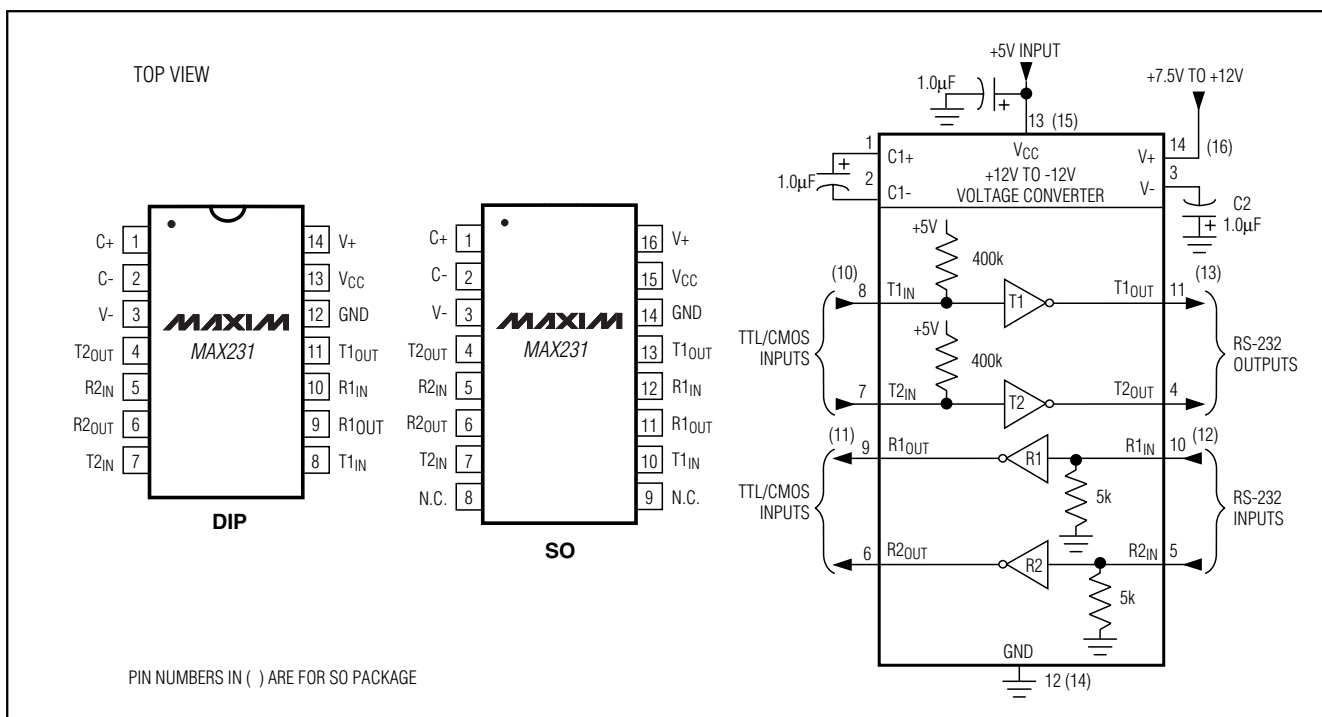 TOP VIEW
C+ 1
C- 2
V- 3
T2OUT 4
R2IN 5
R2OUT 6
T2IN 7
14 V+
13 VCC
12 GND
11 T1OUT
10 R1IN
9 R1OUT
8 T1IN
MAXIM
MAX231
DIP
C+ 1
C- 2
V- 3
T2OUT 4
R2IN 5
R2OUT 6
T2IN 7
N.C. 8
16 V+
15 VCC
14 GND
13 T1OUT
12 R1IN
11 R1OUT
10 T1IN
9 N.C.
MAXIM
MAX231
SO
PIN NUMBERS IN ( ) ARE FOR SO PACKAGE
+5V INPUT
1.0µF
+
13 (15)
+7.5V TO +12V
1
C1+
+
1.0µF
2
C1-
VCC
+12V TO -12V
VOLTAGE CONVERTER
V+
14
(16)
V-
3
C2
+
1.0µF
+5V
400k
(10)
8
T1IN
T1
T1OUT
11
(13)
TTL/CMOS
INPUTS
+5V
400k
RS-232
OUTPUTS
7
T2IN
T2
T2OUT
4
(11)
9
R1OUT
R1
R1IN
10
(12)
TTL/CMOS
INPUTS
5k
RS-232
INPUTS
6
R2OUT
R2
R2IN
5
5k
GND
12 (14)